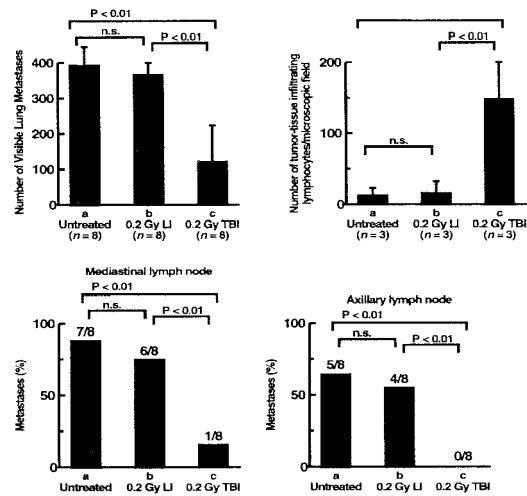 P < 0.01
n.s.
P < 0.01
Number of Visible Lung Metastases
400
300
200
100
0
a
b
c
Untreated
0.2 Gy LI
0.2 Gy TBI
(n = 8)
(n = 8)
(n = 8)
P < 0.01
n.s.
Number of tumor-tissue infiltrating
lymphocytes/microscopic field
200
100
0
a
b
c
Untreated
0.2 Gy LI
0.2 Gy TBI
(n = 3)
(n = 3)
(n = 3)
Mediastinal lymph node
P < 0.01
n.s.
P < 0.01
Metastases (%)
100
50
0
7/8
6/8
1/8
a
b
c
Untreated
0.2 Gy LI
0.2 Gy TBI
Axillary lymph node
P < 0.01
n.s.
P < 0.01
Metastases (%)
100
50
0
5/8
4/8
0/8
a
b
c
Untreated
0.2 Gy LI
0.2 Gy TBI